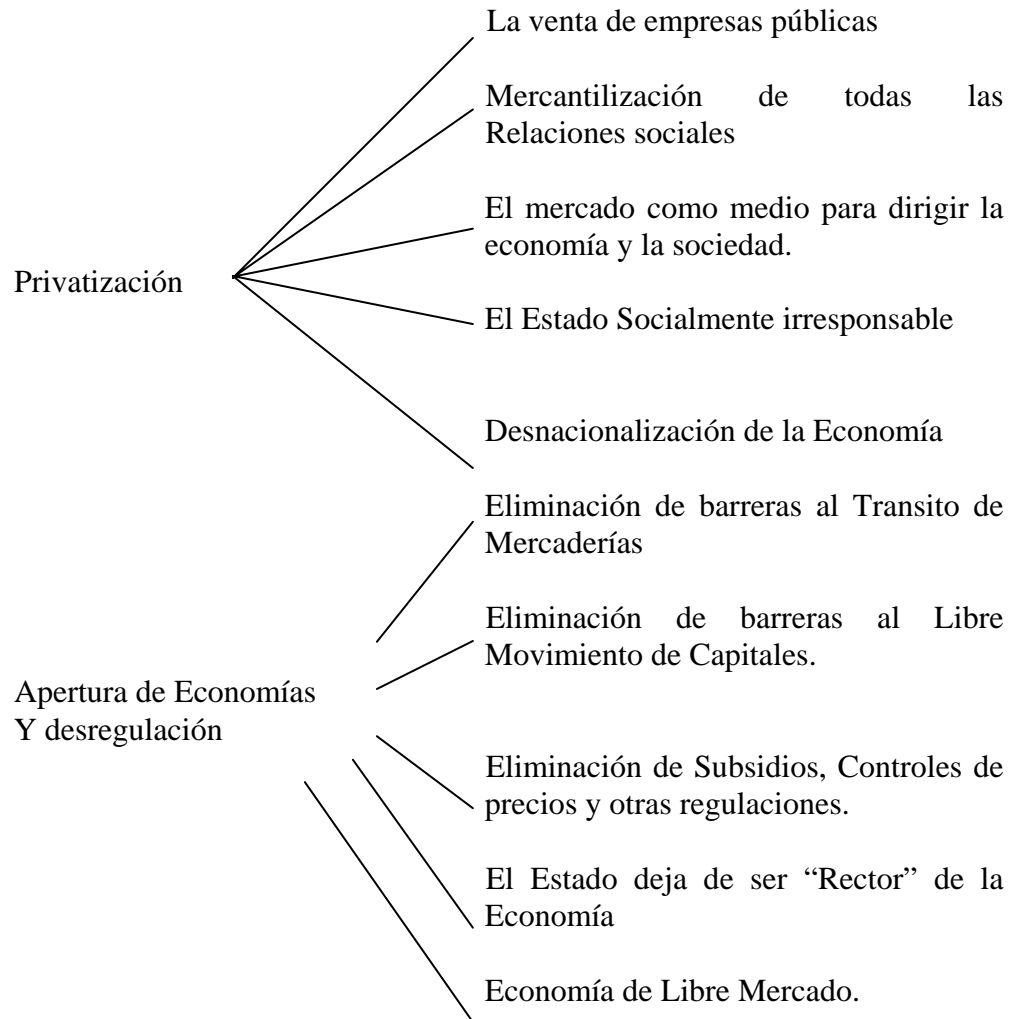 La venta de empresas públicas
Mercantilización de todas las
Relaciones sociales
El mercado como medio para dirigir la
economía y la sociedad.
Privatización
El Estado Socialmente irresponsable
Desnacionalización de la Economía
Eliminación de barreras al Transito de
Mercaderías
Eliminación de barreras al Libre
Movimiento de Capitales.
Apertura de Economías
Y desregulación
Eliminación de Subsidios, Controles de
precios y otras regulaciones.
El Estado deja de ser “Rector” de la
Economía
Economía de Libre Mercado.